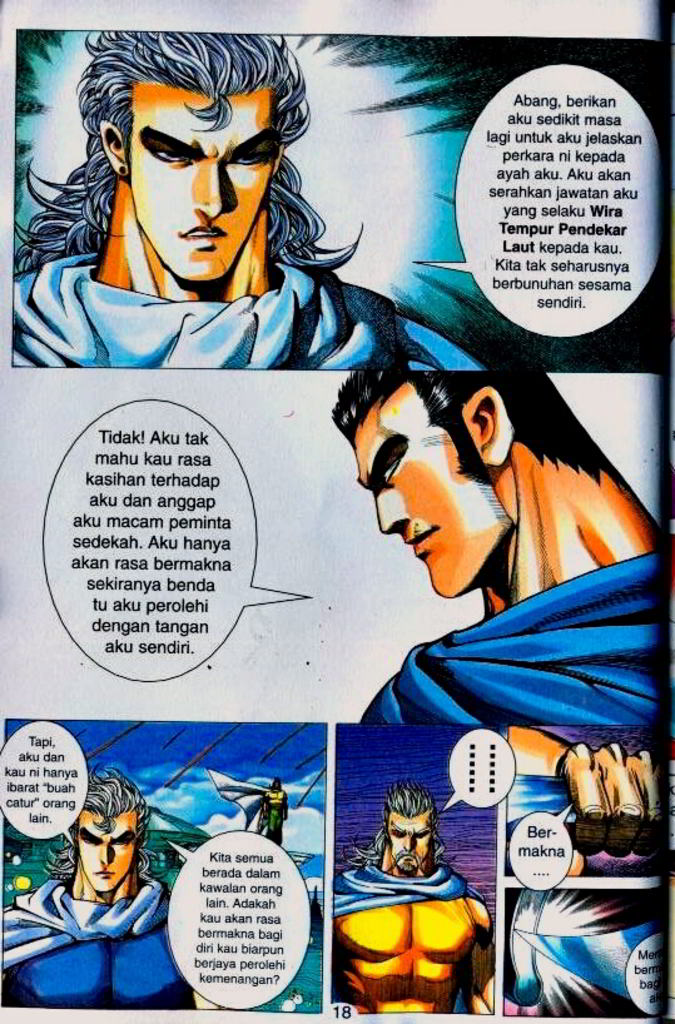 Abang, berikan
aku sedikit masa
lagi untuk aku jelaskan
perkara ni kepada
ayah aku. Aku akan
serahkan jawatan aku
yang selaku Wira
Tempur Pendekar
Laut kepada kau.
Kita tak seharusnya
berbunuhan sesama
sendiri.
Tidak! Aku tak
mahu kau rasa
kasihan terhadap
aku dan anggap
aku macam peminta
sedekah. Aku hanya
akan rasa bermakna
sekiranya benda
tu aku perolehi
dengan tangan
aku sendiri.
Tapi,
aku dan
kau ni hanya
ibarat “buah
catur” orang
lain.
Kita semua
berada dalam
kawalan orang
lain. Adakah
kau akan rasa
bermakna bagi
diri kau biarpun
berjaya perolehi
kemenangan?
Ber-
makna
....
18